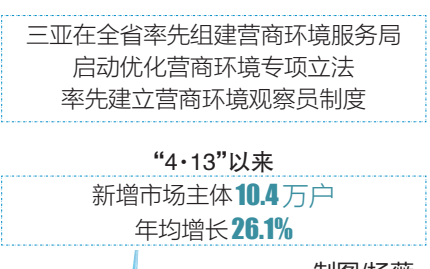 三亚在全省率先组建营商环境服务局
启动优化营商环境专项立法
率先建立营商环境观察员制度
“4·13”以来
新增市场主体10.4万户
年均增长26.1%